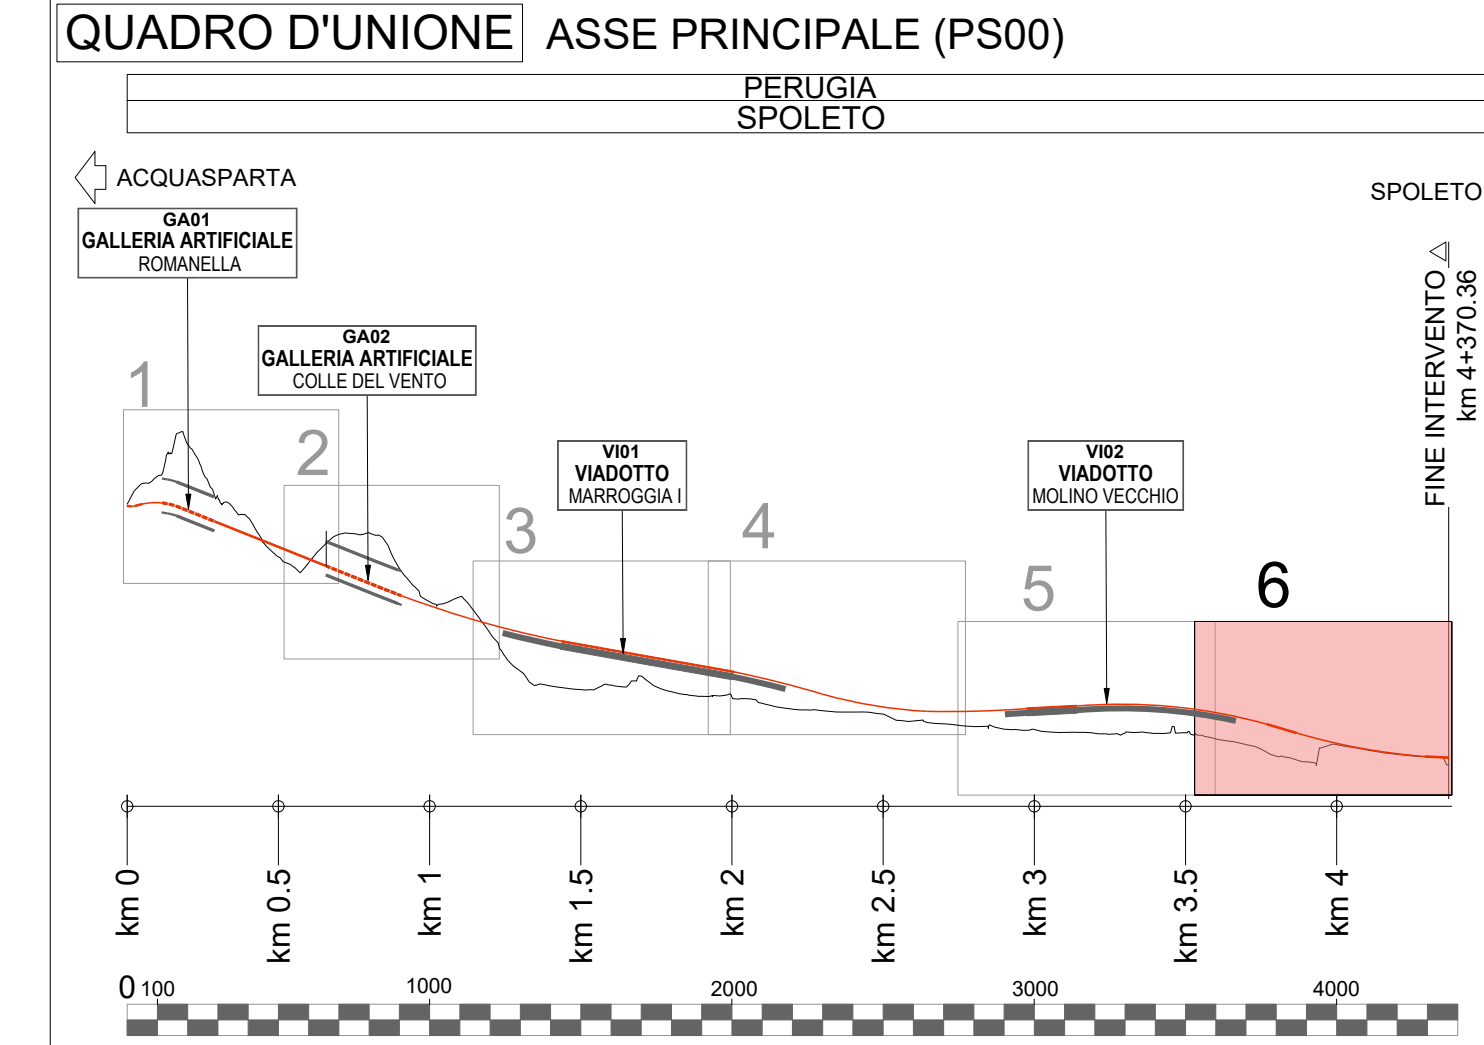 QUADRO D'UNIONE ASSE PRINCIPALE (PS00)
PERUGIA
SPOLETO
ACQUASPARTA
SPOLETO
GA01
GALLERIA ARTIFICIALE
ROMANELLA
GA02
GALLERIA ARTIFICIALE
COLLE DEL VENTO
VI01
VIADOTTO
MARROGGIA I
VI02
VIADOTTO
MOLINO VECCHIO
FINE INTERVENTO
km 4+370.36
1
2
3
4
5
6
km 0
km 0.5
km 1
km 1.5
km 2
km 2.5
km 3
km 3.5
km 4
0 100 1000 2000 3000 4000